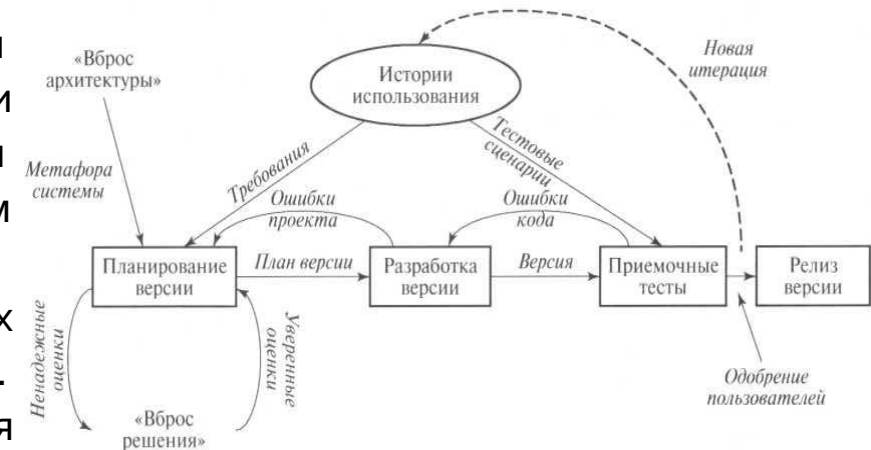 «Вброс
архитектуры»
Истории
использования
Новая
итерация
Метафора
системы
Требования
Тестовые
сценарии
Ошибки
проекта
Ошибки
кода
Планирование
версии
План версии
Разработка
версии
Версия
Приемочные
тесты
Релиз
версии
Ненадежные
оценки
Уверенные
оценки
«Вброс
решения»
Одобрение
пользователей